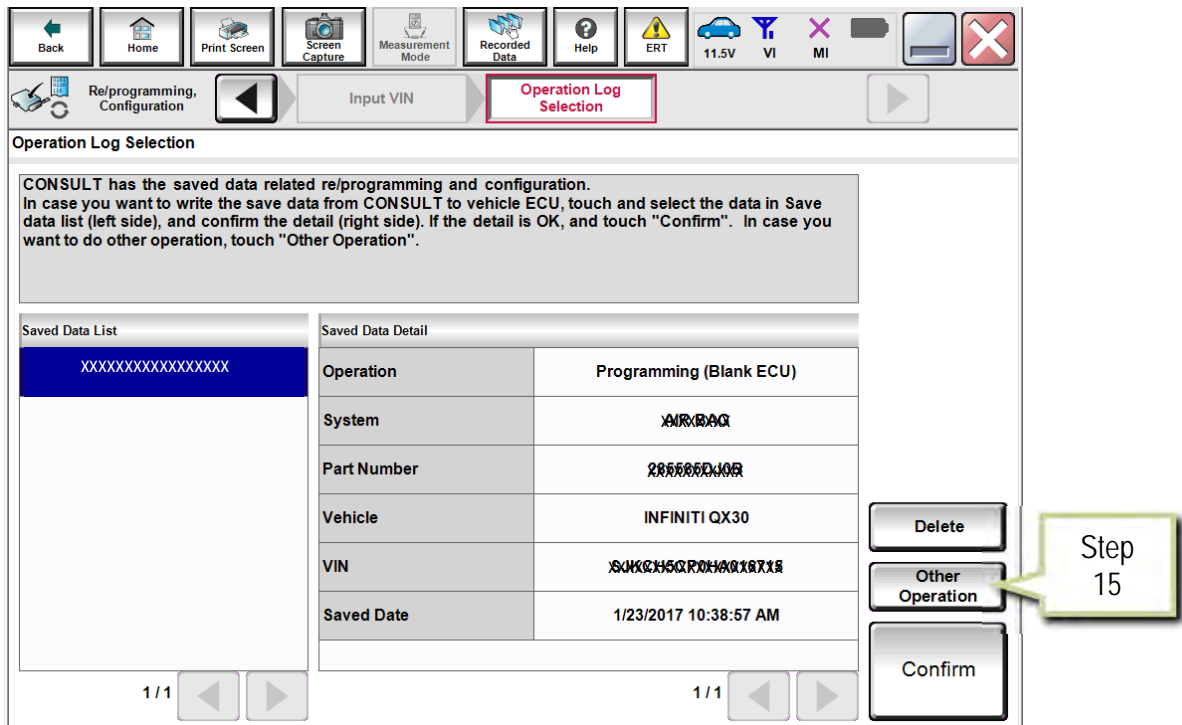 Back
Home
Print Screen
Screen
Capture
Measurement
Mode
Recorded
Data
Help
ERT
11.5V
VI
MI
Re/programming,
Configuration
Input VIN
Operation Log
Selection
Operation Log Selection
CONSULT has the saved data related re/programming and configuration.
In case you want to write the save data from CONSULT to vehicle ECU, touch and select the data in Save
data list (left side), and confirm the detail (right side). If the detail is OK, and touch "Confirm". In case you
want to do other operation, touch "Other Operation".
Saved Data List
Saved Data Detail
XXXXXXXXXXXXXXXXX
Operation
Programming (Blank ECU)
System
Part Number
Vehicle
INFINITI QX30
VIN
Saved Date
1/23/2017 10:38:57 AM
Delete
Other
Operation
Confirm
Step
15
1 / 1
1 / 1